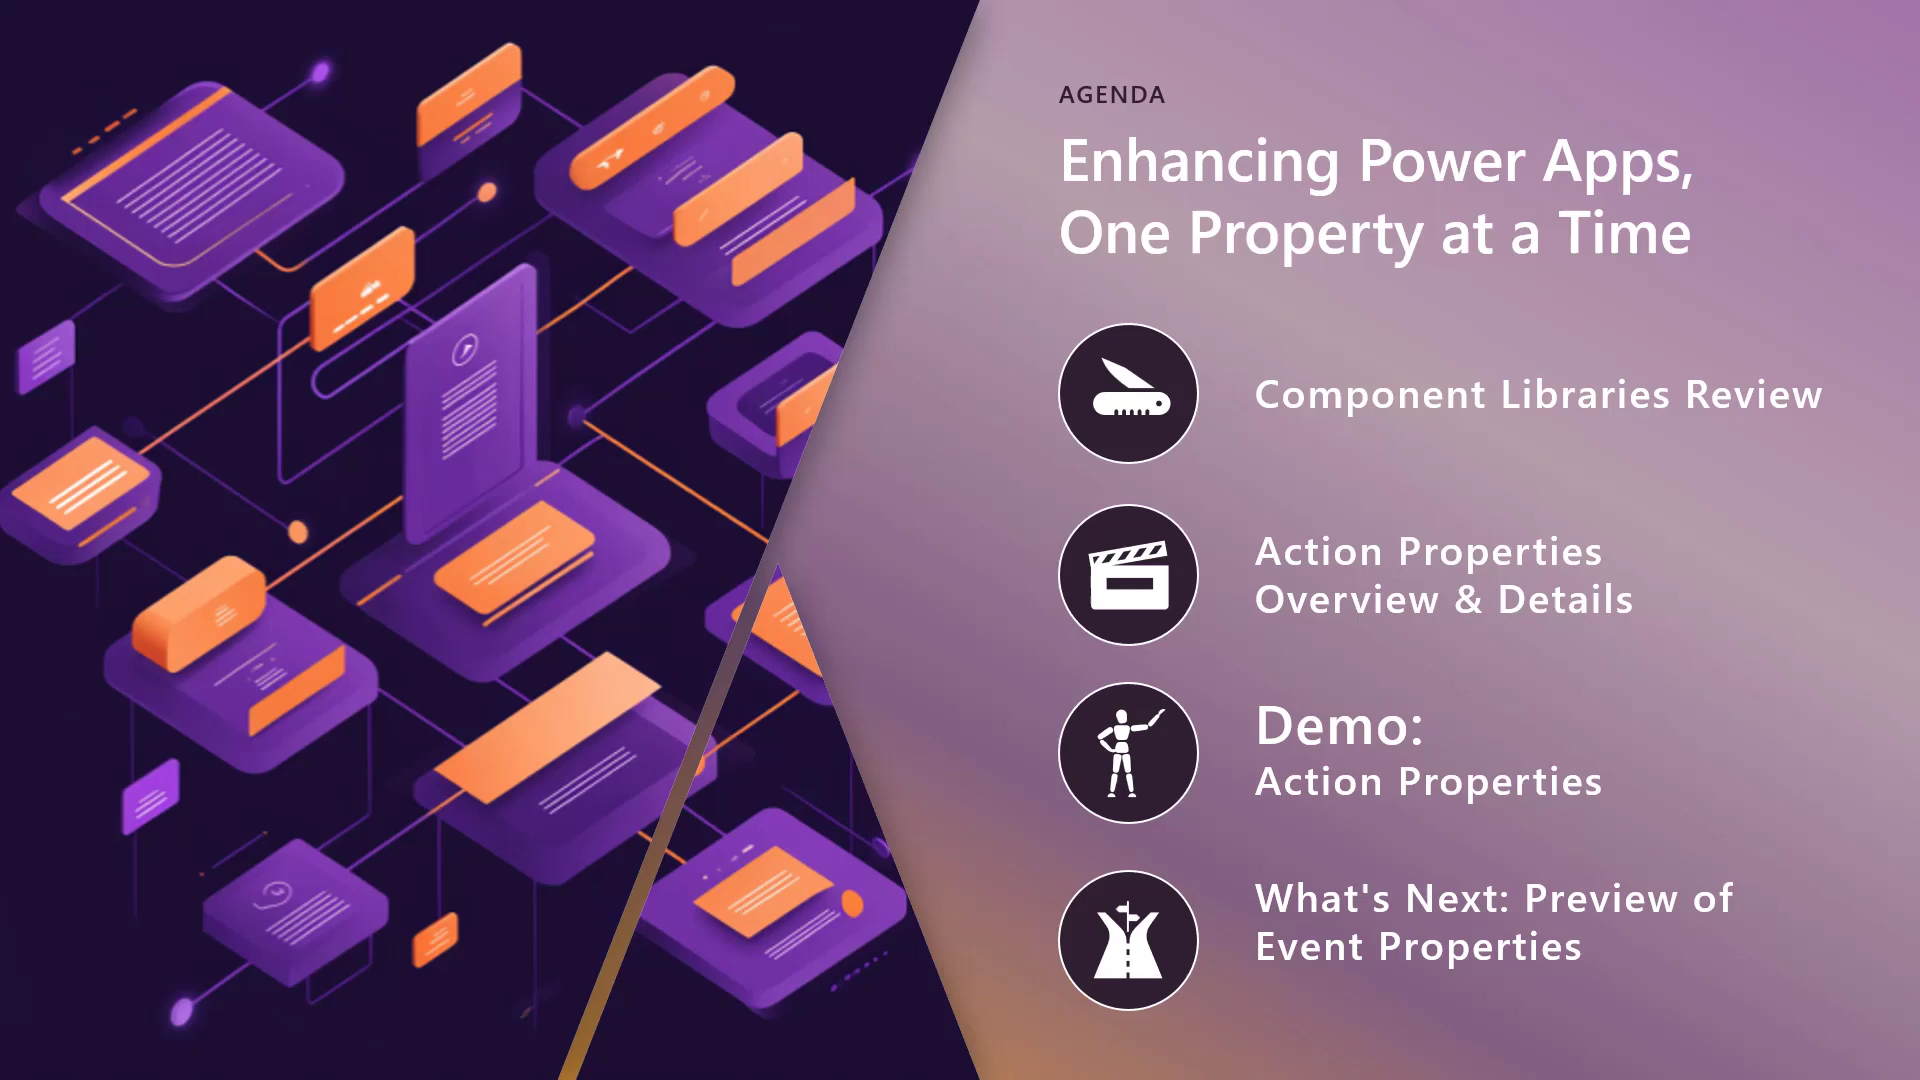 AGENDA
Enhancing Power Apps,
One Property at a Time
Component Libraries Review
Action Properties
Overview & Details
Demo:
Action Properties
What's Next: Preview of
Event Properties